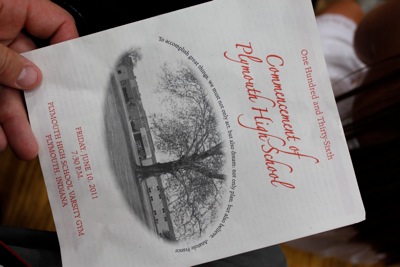 One Hundred and Thirty-Sixth
Commencement of
Plymouth High School
To accomplish great things, we must not only act, but also dream: not only plan, but also believe. Anatole France
FRIDAY, JUNE 10, 2011
7:30 P.M.
PLYMOUTH HIGH SCHOOL VARSITY GYM
PLYMOUTH, INDIANA